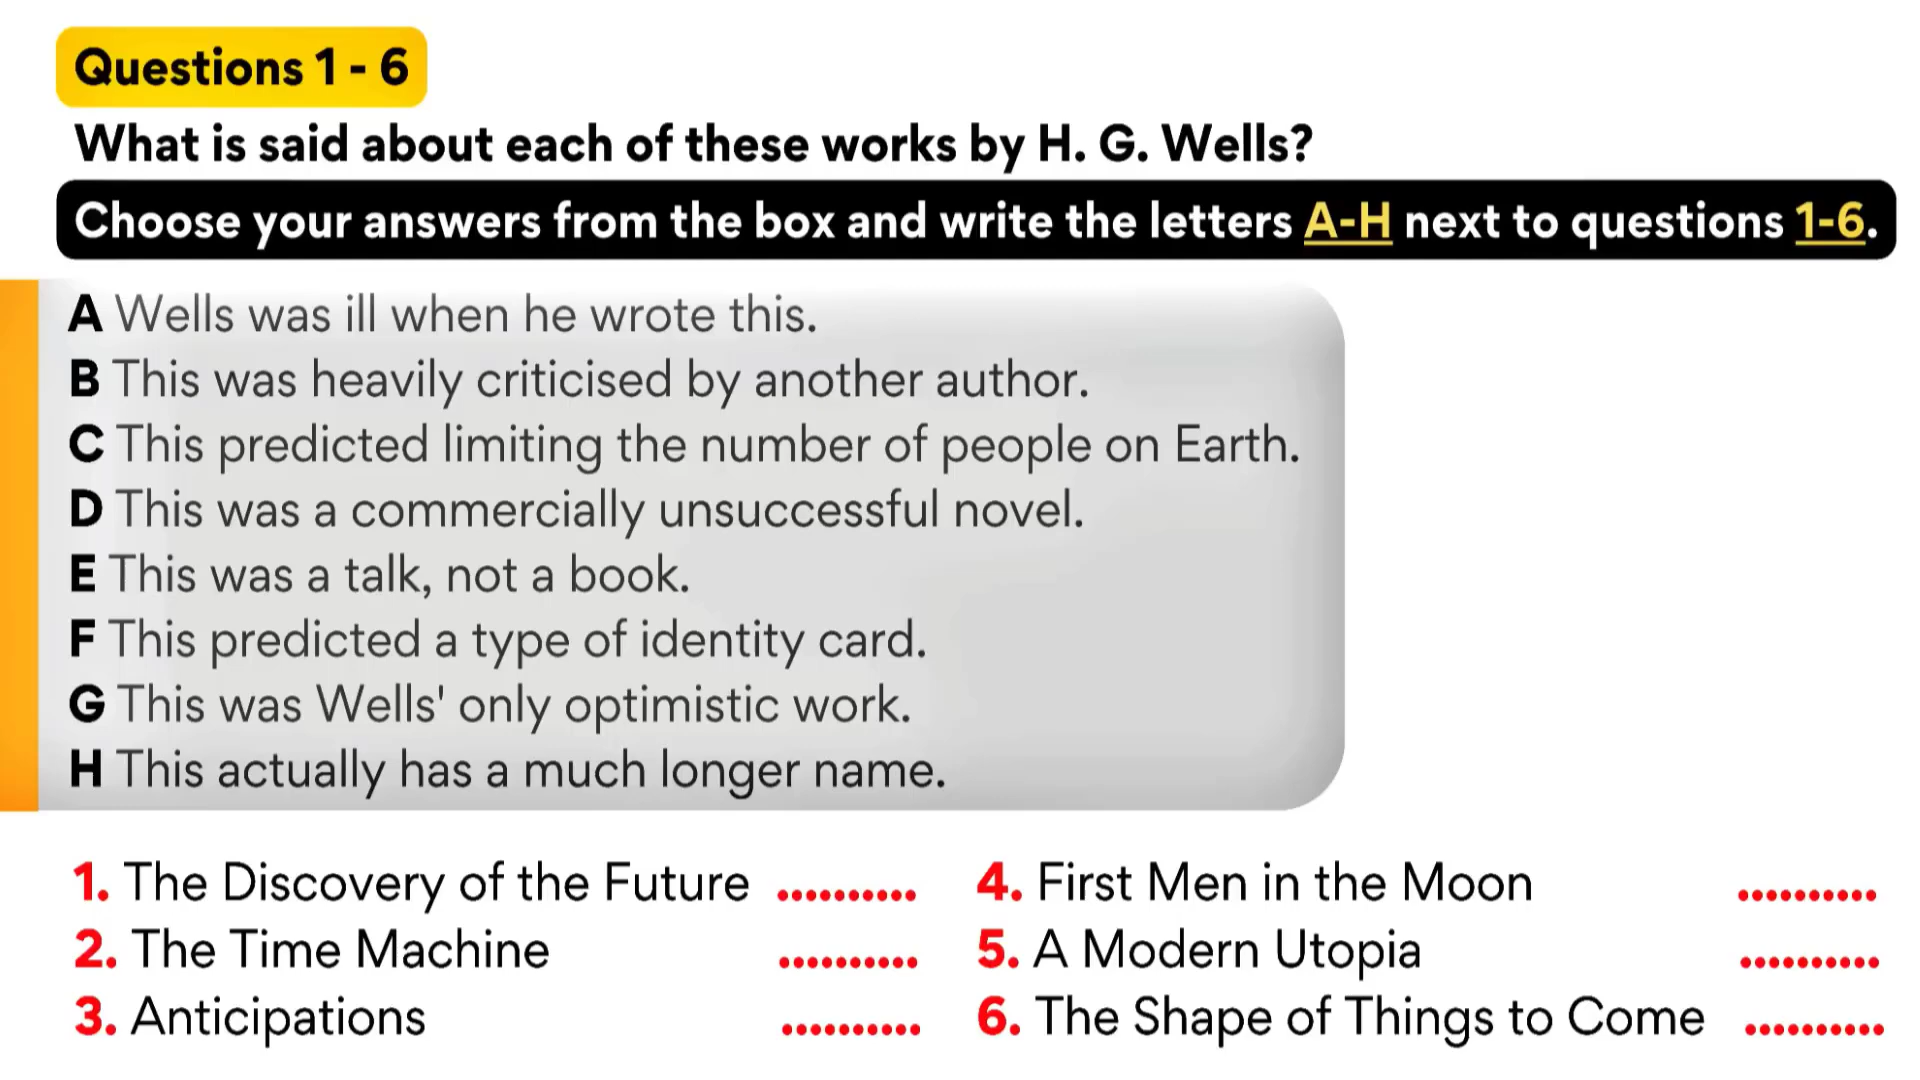 Questions 1 - 6
What is said about each of these works by H. G. Wells?
Choose your answers from the box and write the letters A-H next to questions 1-6.
A Wells was ill when he wrote this.
B This was heavily criticised by another author.
C This predicted limiting the number of people on Earth.
D This was a commercially unsuccessful novel.
E This was a talk, not a book.
F This predicted a type of identity card.
G This was Wells' only optimistic work.
H This actually has a much longer name.
1. The Discovery of the Future ..........
2. The Time Machine ..........
3. Anticipations ..........
4. First Men in the Moon ..........
5. A Modern Utopia ..........
6. The Shape of Things to Come ..........